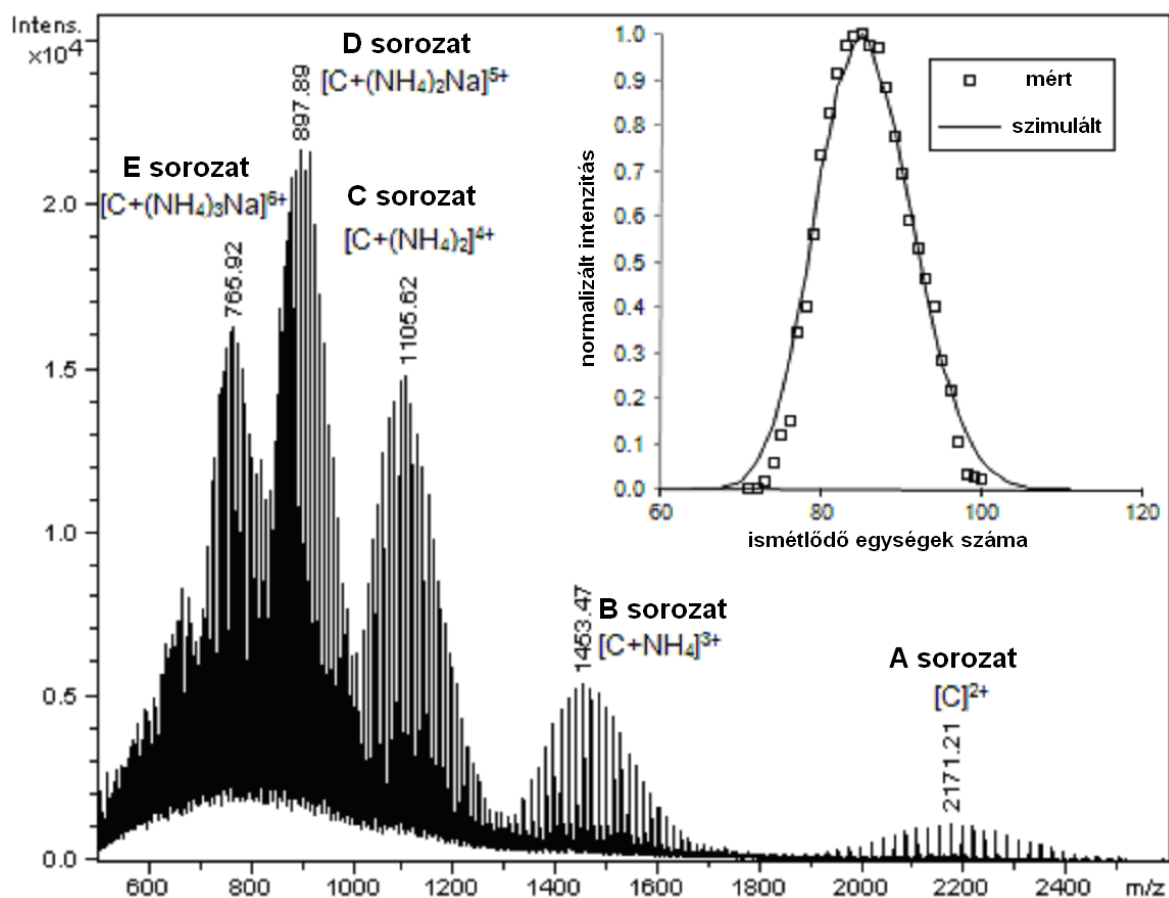 Intens.
x10⁴
D sorozat
[C+(NH₄)₂Na]⁵⁺
897.89
E sorozat
[C+(NH₄)₃Na]⁶⁺
765.92
C sorozat
[C+(NH₄)₂]⁴⁺
1105.62
B sorozat
[C+NH₄]³⁺
1453.47
A sorozat
[C]²⁺
2171.21
2.0
1.5
1.0
0.5
0.0
600 800 1000 1200 1400 1600 1800 2000 2200 2400 m/z
normalizált intenzitás
1.0
0.9
0.8
0.7
0.6
0.5
0.4
0.3
0.2
0.1
0.0
60 80 100 120
ismétlődő egységek száma
mért
szimulált